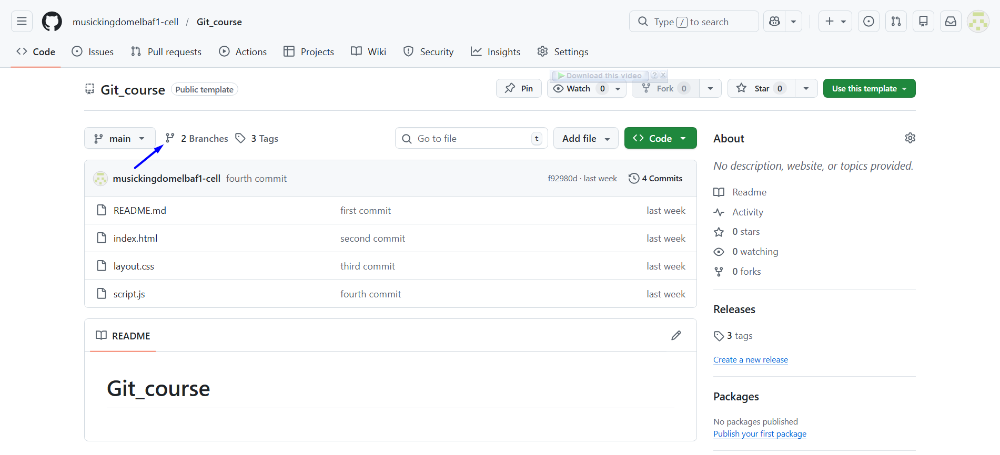 musickingdomelbaf1-cell / Git_course
Type / to search
Code Issues Pull requests Actions Projects Wiki Security Insights Settings
Download this video ? X
Git_course Public template
Pin Watch 0 Fork 0 Star 0 Use this template
main 2 Branches 3 Tags Go to file t Add file Code
musickingdomelbaf1-cell fourth commit f92980d · last week 4 Commits
README.md first commit last week
index.html second commit last week
layout.css third commit last week
script.js fourth commit last week
README
Git_course
About
No description, website, or topics provided.
Readme
Activity
0 stars
0 watching
0 forks
Releases
3 tags
Create a new release
Packages
No packages published
Publish your first package